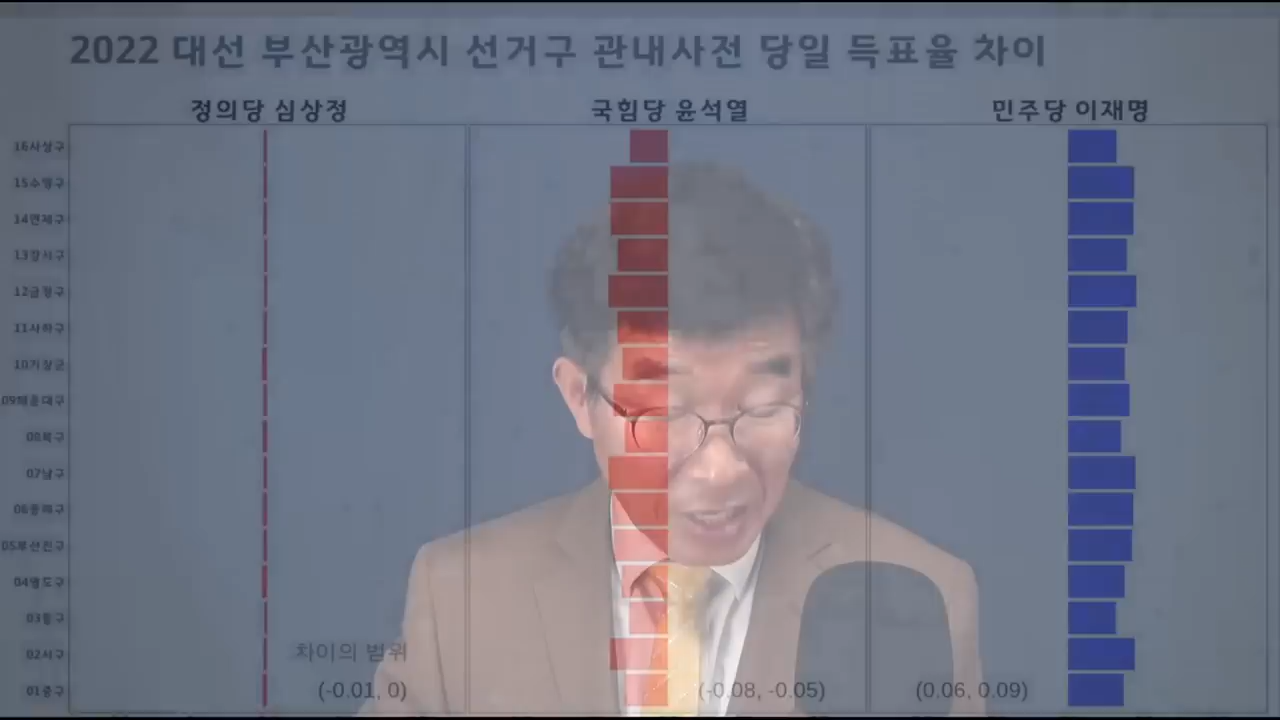 2022 대선 부산광역시 선거구 관내사전 당일 득표율 차이
정의당 심상정
국힘당 윤석열
민주당 이재명
16사상구
15수영구
14연제구
13강서구
12금정구
11사하구
10기장군
09해운대구
08북구
07남구
06동래구
05부산진구
04영도구
03동구
02서구
01중구
차이의 범위
(-0.01, 0)
(-0.08, -0.05)
(0.06, 0.09)